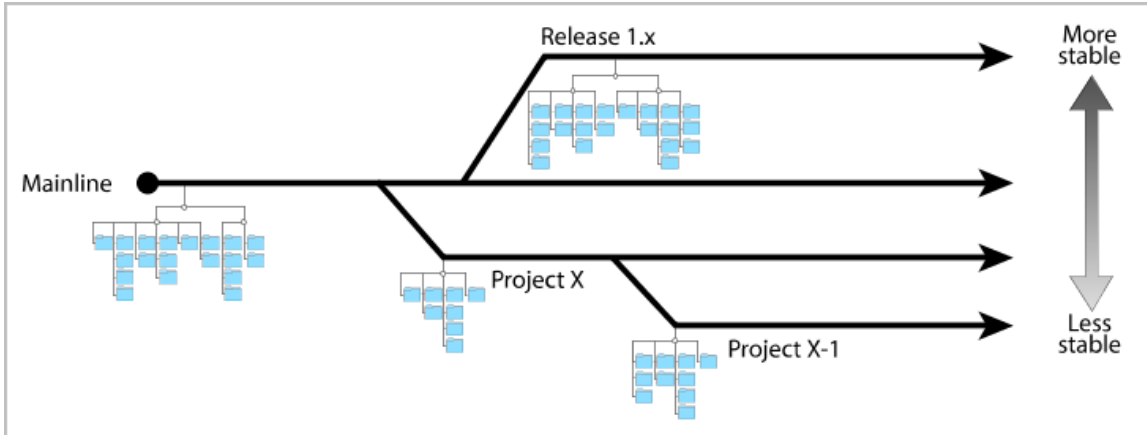 Release 1.x
More
stable
Mainline
Project X
Less
stable
Project X-1